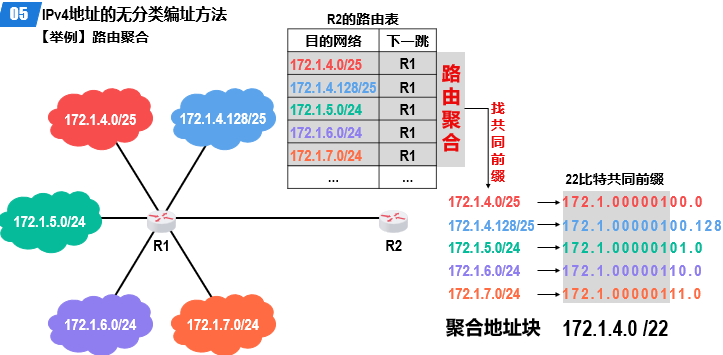 05 IPv4地址的无分类编址方法
【举例】路由聚合
172.1.4.0/25
172.1.4.128/25
172.1.5.0/24
172.1.6.0/24
172.1.7.0/24
R1
R2
R2的路由表
目的网络 下一跳
172.1.4.0/25 R1
172.1.4.128/25 R1
172.1.5.0/24 R1
172.1.6.0/24 R1
172.1.7.0/24 R1
... ...
路由聚合
找共同前缀
22比特共同前缀
172.1.4.0/25 172.1.00000100.0
172.1.4.128/25 172.1.00000100.128
172.1.5.0/24 172.1.00000101.0
172.1.6.0/24 172.1.00000110.0
172.1.7.0/24 172.1.00000111.0
聚合地址块 172.1.4.0 /22